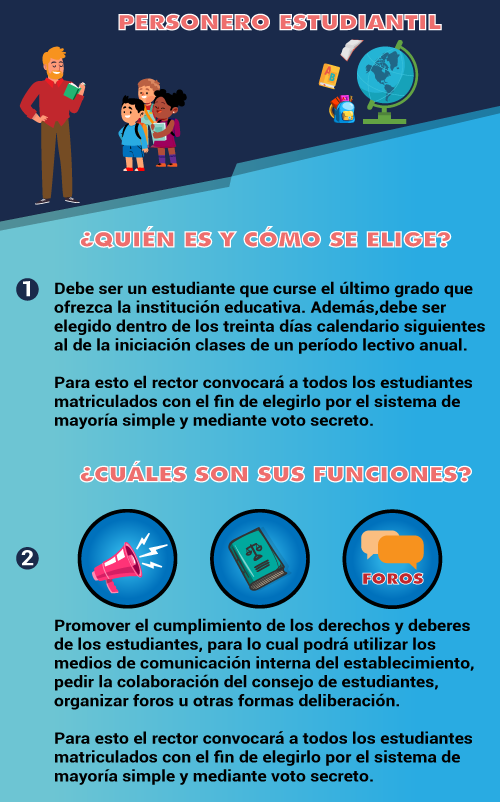 PERSONERO ESTUDIANTIL
¿QUIÉN ES Y CÓMO SE ELIGE?
1
Debe ser un estudiante que curse el último grado que
ofrezca la institución educativa. Además,debe ser
elegido dentro de los treinta días calendario siguientes
al de la iniciación clases de un período lectivo anual.
Para esto el rector convocará a todos los estudiantes
matriculados con el fin de elegirlo por el sistema de
mayoría simple y mediante voto secreto.
¿CUÁLES SON SUS FUNCIONES?
2
FOROS
Promover el cumplimiento de los derechos y deberes
de los estudiantes, para lo cual podrá utilizar los
medios de comunicación interna del establecimiento,
pedir la colaboración del consejo de estudiantes,
organizar foros u otras formas deliberación.
Para esto el rector convocará a todos los estudiantes
matriculados con el fin de elegirlo por el sistema de
mayoría simple y mediante voto secreto.